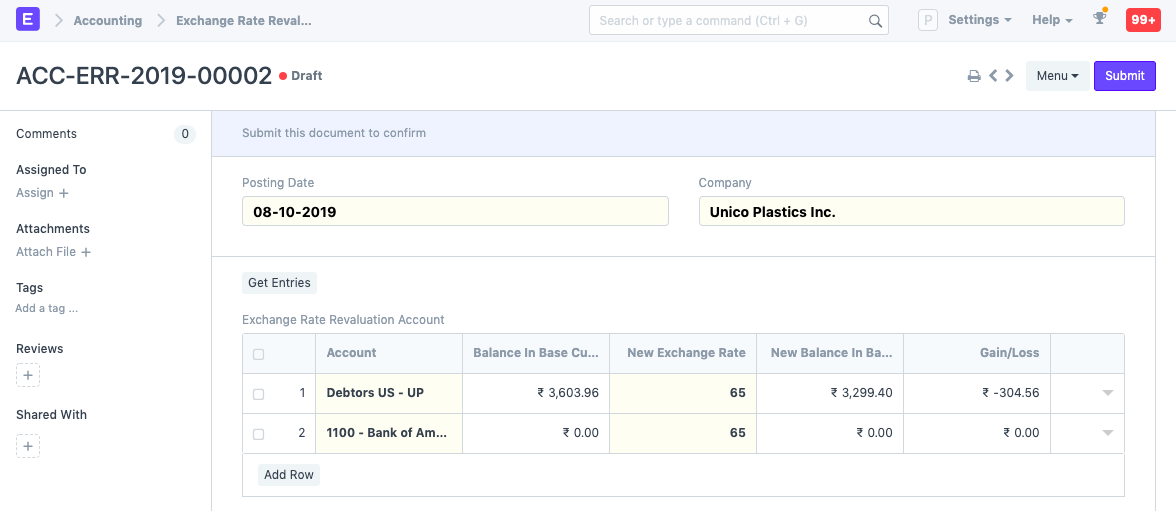 E Accounting Exchange Rate Reval... Search or type a command (Ctrl + G) P Settings Help 99+
ACC-ERR-2019-00002 Draft Menu Submit
Comments 0
Assigned To
Assign +
Attachments
Attach File +
Tags
Add a tag ...
Reviews
+
Shared With
+
Submit this document to confirm
Posting Date Company
08-10-2019 Unico Plastics Inc.
Get Entries
Exchange Rate Revaluation Account
Account Balance In Base Cu... New Exchange Rate New Balance In Ba... Gain/Loss
1 Debtors US - UP ₹ 3,603.96 65 ₹ 3,299.40 ₹ -304.56
2 1100 - Bank of Am... ₹ 0.00 65 ₹ 0.00 ₹ 0.00
Add Row